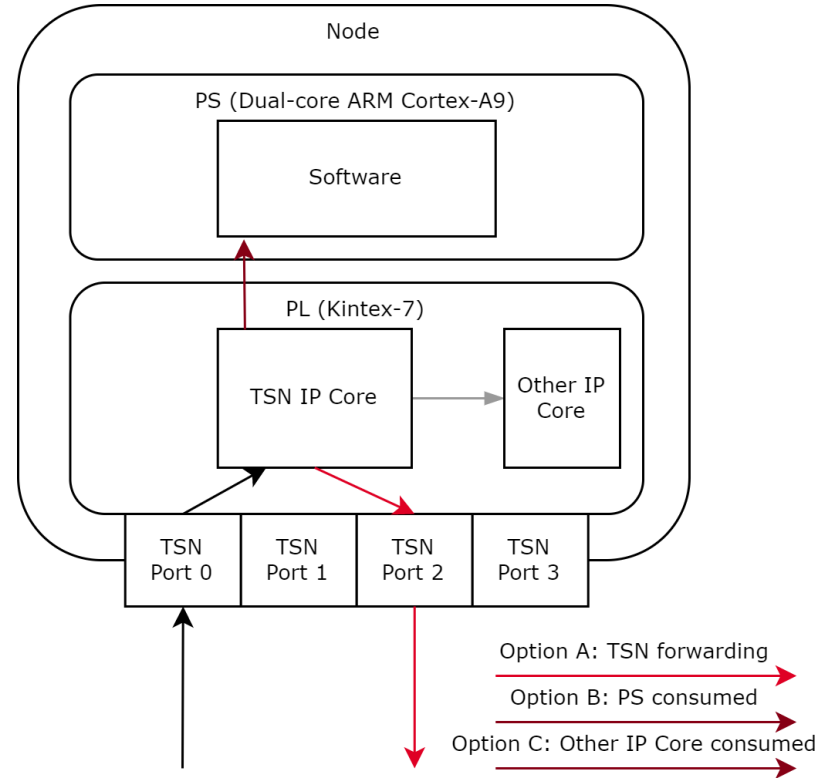 Node
PS (Dual-core ARM Cortex-A9)
Software
PL (Kintex-7)
TSN IP Core
Other IP
Core
TSN
Port 0
TSN
Port 1
TSN
Port 2
TSN
Port 3
Option A: TSN forwarding
Option B: PS consumed
Option C: Other IP Core consumed